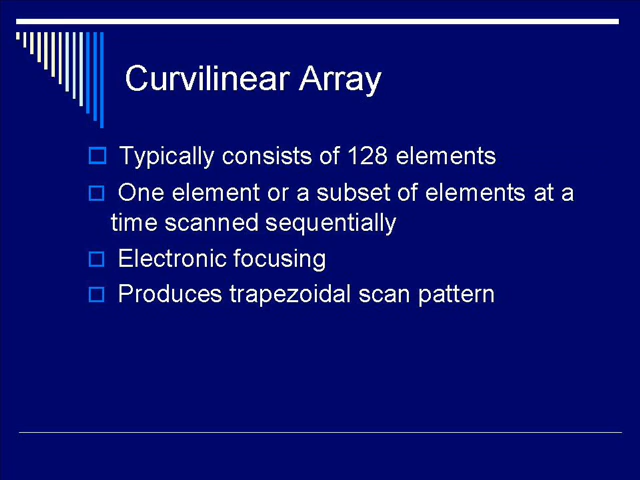 Curvilinear Array
Typically consists of 128 elements
One element or a subset of elements at a
time scanned sequentially
Electronic focusing
Produces trapezoidal scan pattern